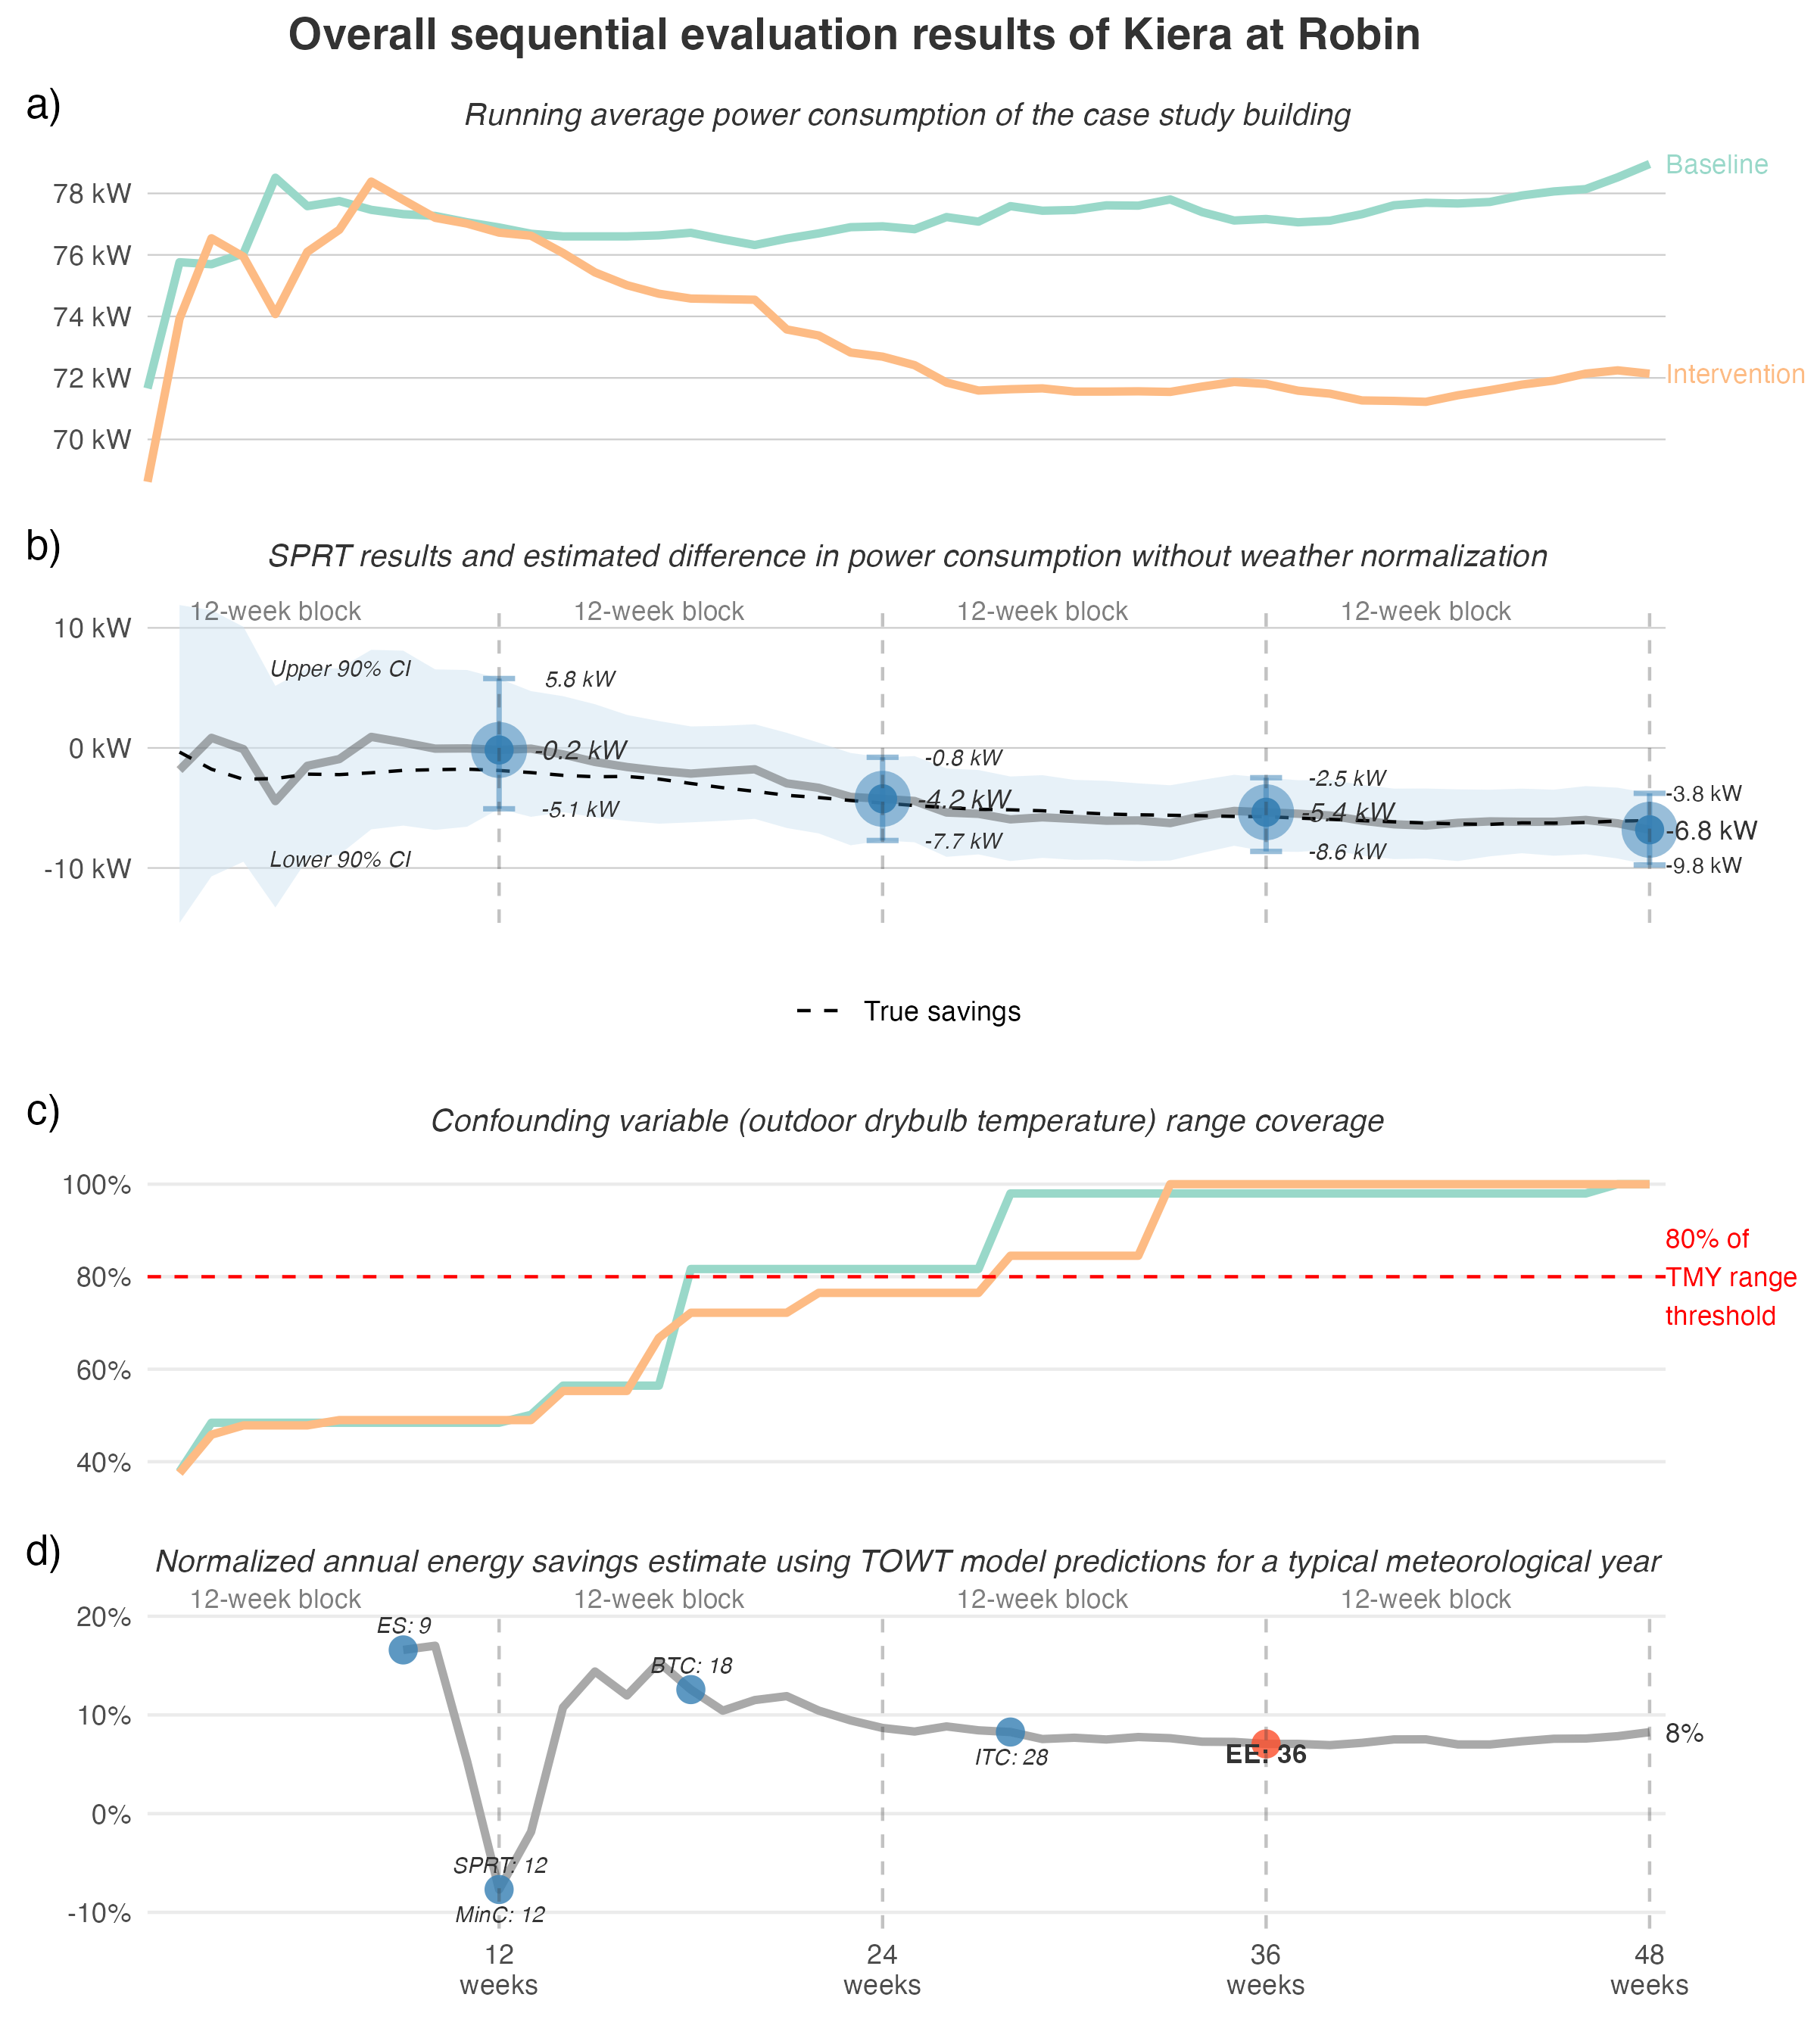 Overall sequential evaluation results of Kiera at Robin
a)
Running average power consumption of the case study building
78 kW
76 kW
74 kW
72 kW
70 kW
Baseline
Intervention
b)
SPRT results and estimated difference in power consumption without weather normalization
12-week block 12-week block 12-week block 12-week block
10 kW
0 kW
-10 kW
Upper 90% CI
Lower 90% CI
5.8 kW
-0.2 kW
-5.1 kW
-0.8 kW
-4.2 kW
-7.7 kW
-2.5 kW
-5.4 kW
-8.6 kW
-3.8 kW
-6.8 kW
-9.8 kW
True savings
c)
Confounding variable (outdoor drybulb temperature) range coverage
100%
80%
60%
40%
80% of
TMY range
threshold
d)
Normalized annual energy savings estimate using TOWT model predictions for a typical meteorological year
12-week block 12-week block 12-week block 12-week block
20%
10%
0%
-10%
ES: 9
SPRT: 12
MinC: 12
BTC: 18
ITC: 28
EE: 36
8%
12 24 36 48
weeks weeks weeks weeks